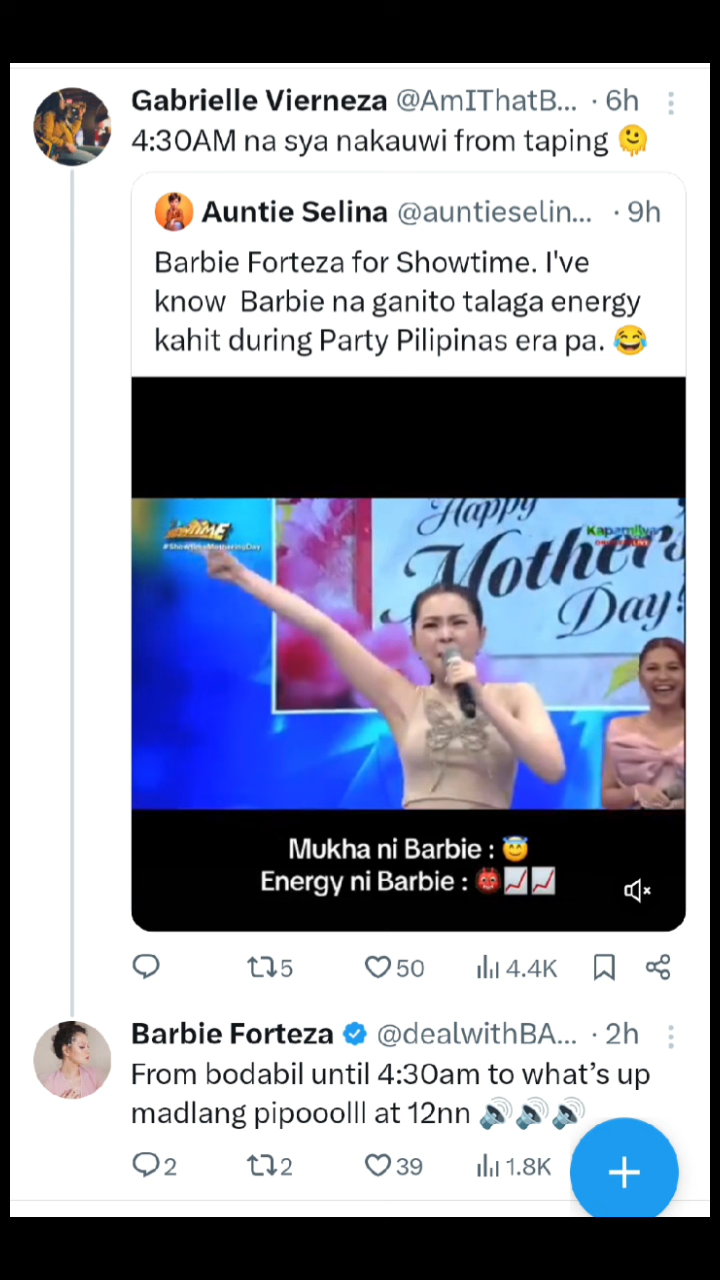 Gabrielle Vierneza @AmIThatB... · 6h
4:30AM na sya nakauwi from taping 🫠
Auntie Selina @auntieselin... · 9h
Barbie Forteza for Showtime. I've
know Barbie na ganito talaga energy
kahit during Party Pilipinas era pa. 😂
SHOWTIME
#ShowtimeMotheringDay
Happy
Mother's
Day!
Kapamilya
Mukha ni Barbie : 😇
Energy ni Barbie : 👹📈📈
5 50 4.4K
Barbie Forteza @dealwithBA... · 2h
From bodabil until 4:30am to what’s up
madlang pipooolll at 12nn 🔊🔊🔊
2 2 39 1.8K